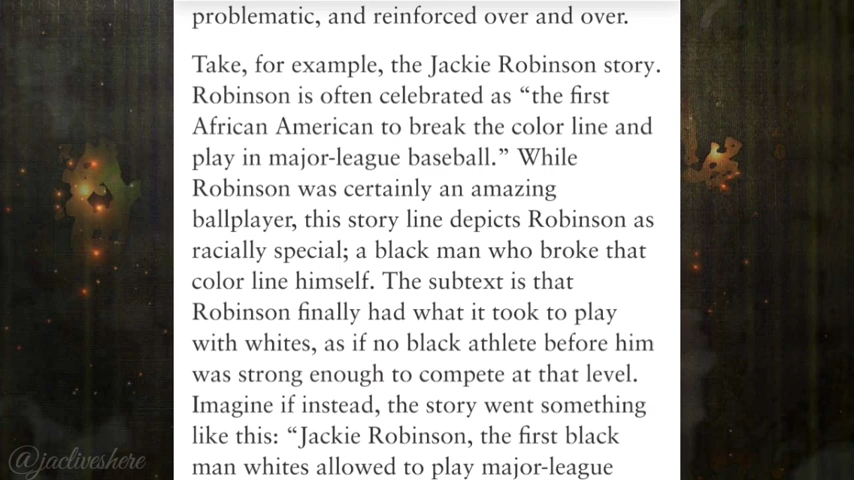 problematic, and reinforced over and over.
Take, for example, the Jackie Robinson story.
Robinson is often celebrated as “the first
African American to break the color line and
play in major-league baseball.” While
Robinson was certainly an amazing
ballplayer, this story line depicts Robinson as
racially special; a black man who broke that
color line himself. The subtext is that
Robinson finally had what it took to play
with whites, as if no black athlete before him
was strong enough to compete at that level.
Imagine if instead, the story went something
like this: “Jackie Robinson, the first black
man whites allowed to play major-league
@jacliveshere